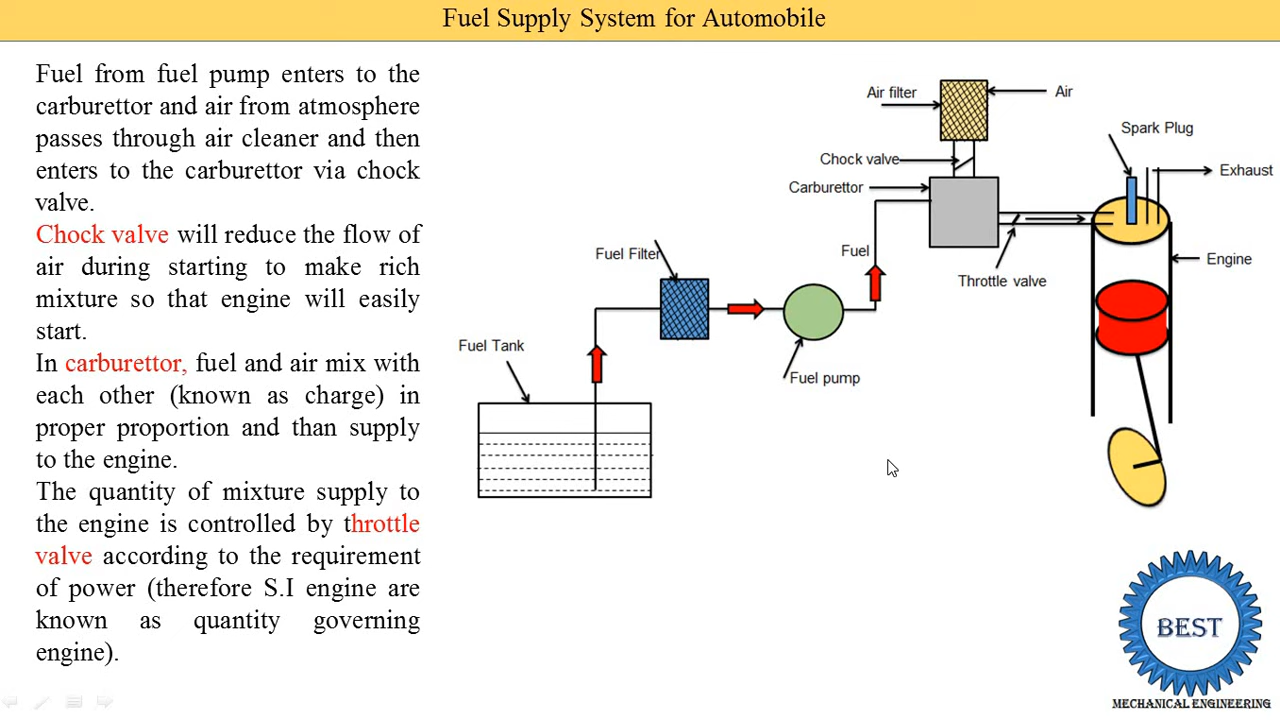 Fuel Supply System for Automobile
Fuel from fuel pump enters to the
carburettor and air from atmosphere
passes through air cleaner and then
enters to the carburettor via chock
valve.
Chock valve will reduce the flow of
air during starting to make rich
mixture so that engine will easily
start.
In carburettor, fuel and air mix with
each other (known as charge) in
proper proportion and than supply
to the engine.
The quantity of mixture supply to
the engine is controlled by throttle
valve according to the requirement
of power (therefore S.I engine are
known as quantity governing
engine).
Air filter
Air
Spark Plug
Chock valve
Exhaust
Carburettor
Fuel
Fuel Filter
Engine
Throttle valve
Fuel Tank
Fuel pump
BEST
MECHANICAL ENGINEERING